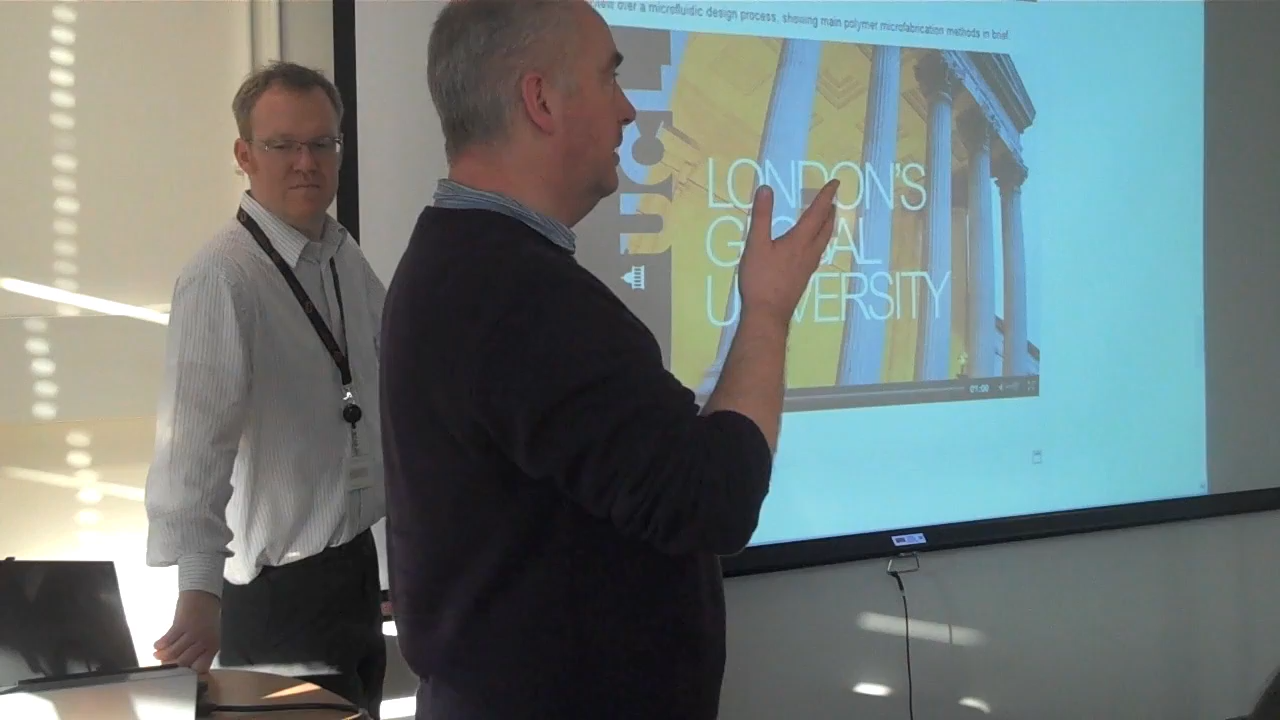 over a microfluidic design process, showing main polymer microfabrication methods in brief.
UCL
LONDON'S
GLOBAL
UNIVERSITY
01:00